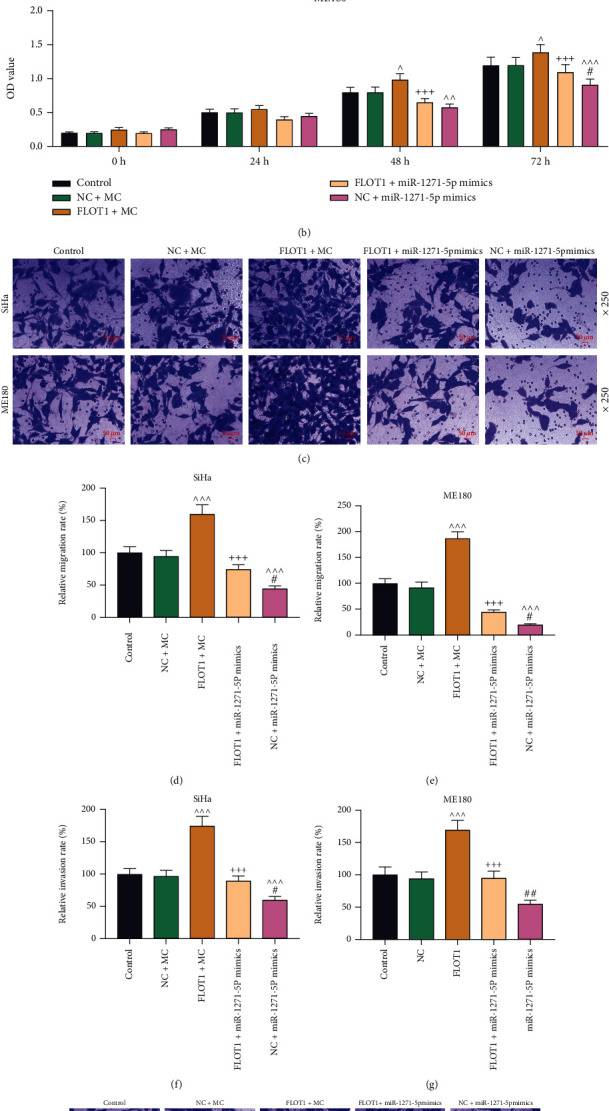 ME180
2.0
1.5
1.0
0.5
0.0
OD value
^
+++
^^
^
+++
^^^
#
0 h 24 h 48 h 72 h
Control FLOT1 + miR-1271-5p mimics
NC + MC NC + miR-1271-5p mimics
FLOT1 + MC
(b)
Control NC + MC FLOT1 + MC FLOT1 + miR-1271-5pmimics NC + miR-1271-5pmimics
SiHa
× 250
ME180
50 μm 50 μm 50 μm 50 μm
× 250
(c)
SiHa
Relative migration rate (%)
200
150
100
50
0
^^^
+++
^^^
#
Control
NC + MC
FLOT1 + MC
FLOT1 + miR-1271-5P mimics
NC + miR-1271-5P mimics
(d)
ME180
Relative migration rate (%)
250
200
150
100
50
0
^^^
+++
^^^
#
Control
NC + MC
FLOT1 + MC
FLOT1 + miR-1271-5P mimics
NC + miR-1271-5P mimics
(e)
SiHa
Relative invasion rate (%)
200
150
100
50
0
^^^
+++
^^^
#
Control
NC + MC
FLOT1 + MC
FLOT1 + miR-1271-5P mimics
NC + miR-1271-5P mimics
(f)
ME180
Relative invasion rate (%)
200
150
100
50
0
^^^
+++
##
Control
NC
FLOT1
FLOT1 + miR-1271-5P mimics
miR-1271-5P mimics
(g)
Control NC + MC FLOT1 + MC FLOT1+ miR-1271-5pmimics NC + miR-1271-5pmimics